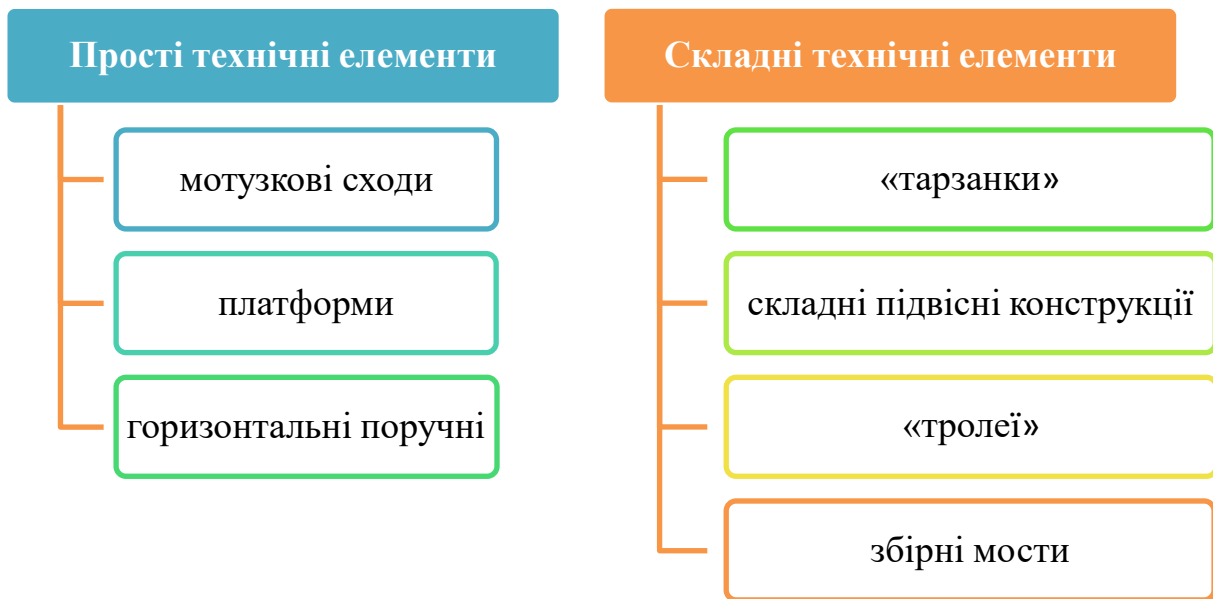 Прості технічні елементи
мотузкові сходи
платформи
горизонтальні поручні
Складні технічні елементи
«тарзанки»
складні підвісні конструкції
«тролеї»
збірні мости